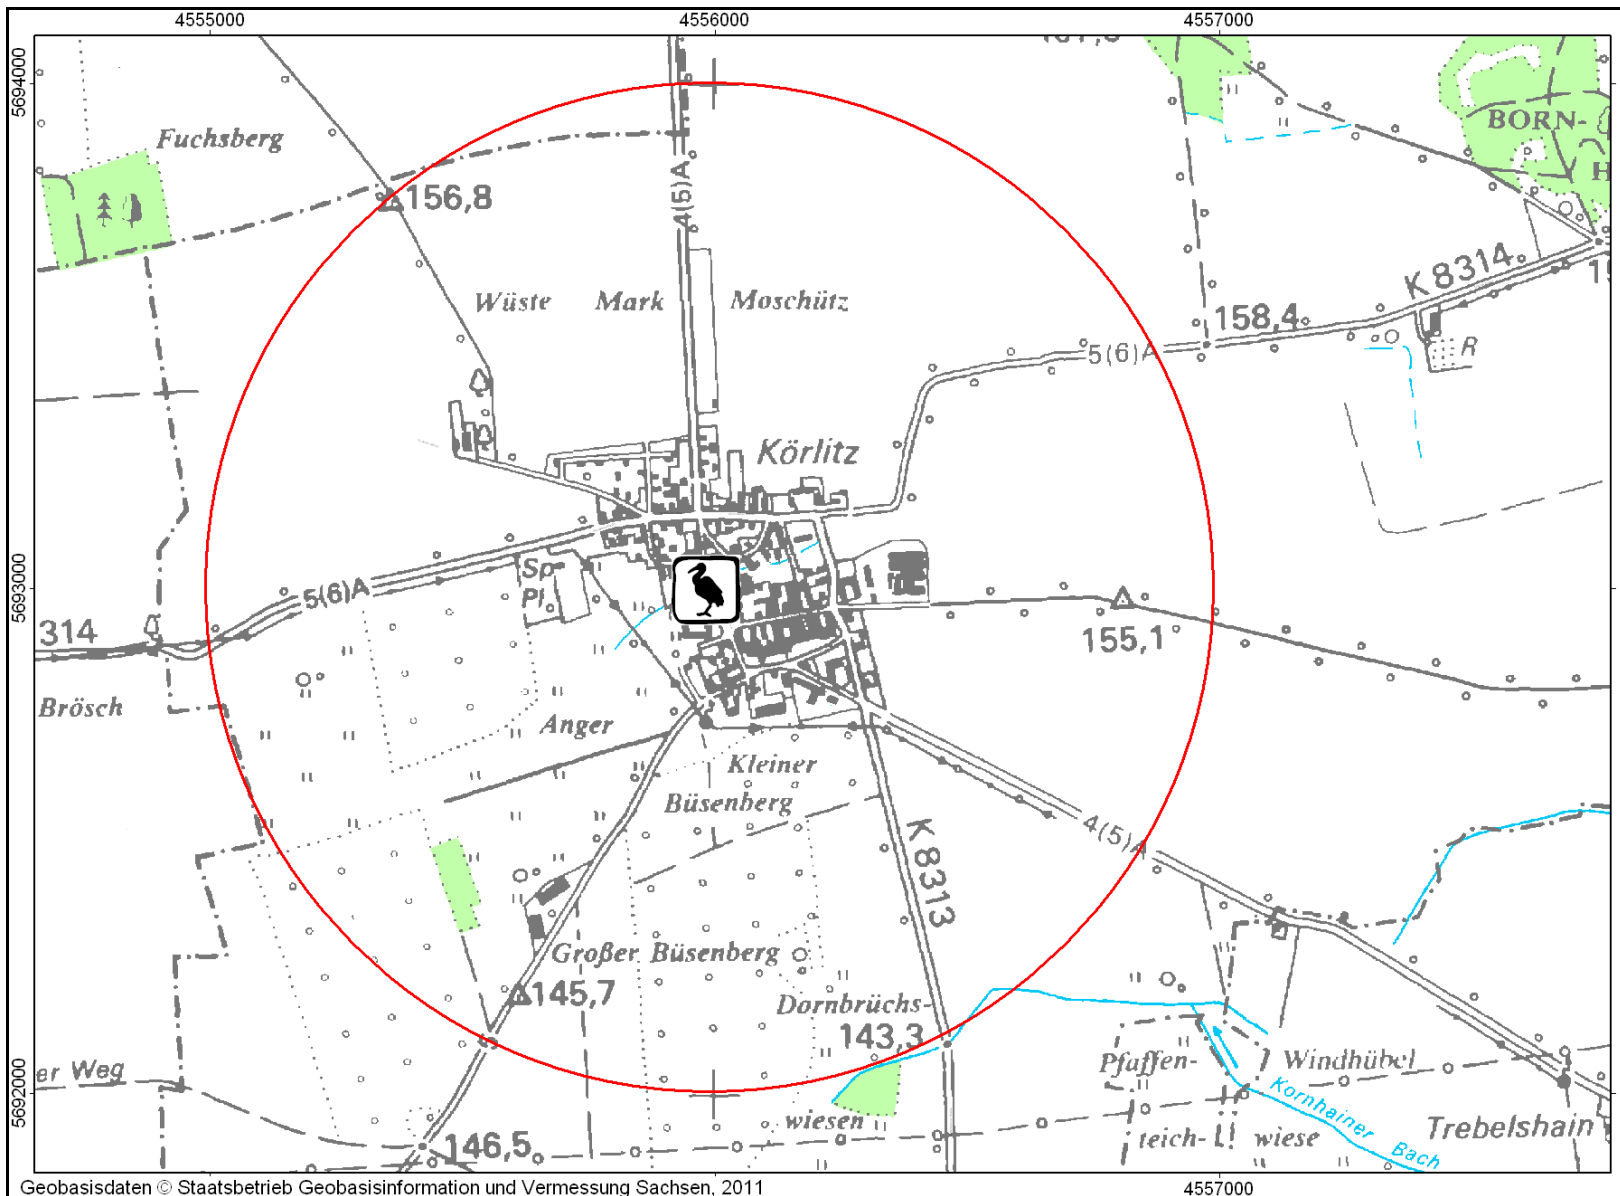 4555000 4556000 4557000
5694000
Fuchsberg
BORN-
H
156,8
4(5)A
K 8314
Wüste Mark Moschütz
158,4
5(6)A
R
Körlitz
5693000
Sp
Pl
5(6)A
314
155,1
Brösch
Anger
Kleiner
Büsenberg
4(5)A
K 8313
Großer Büsenberg
145,7
Dornbrüchs-
143,3
wiesen
Pfaffen-
teich-
wiese
Windhübel
Kornhainer Bach
er Weg
5692000
146,5
Trebelshain
Geobasisdaten © Staatsbetrieb Geobasisinformation und Vermessung Sachsen, 2011
4557000